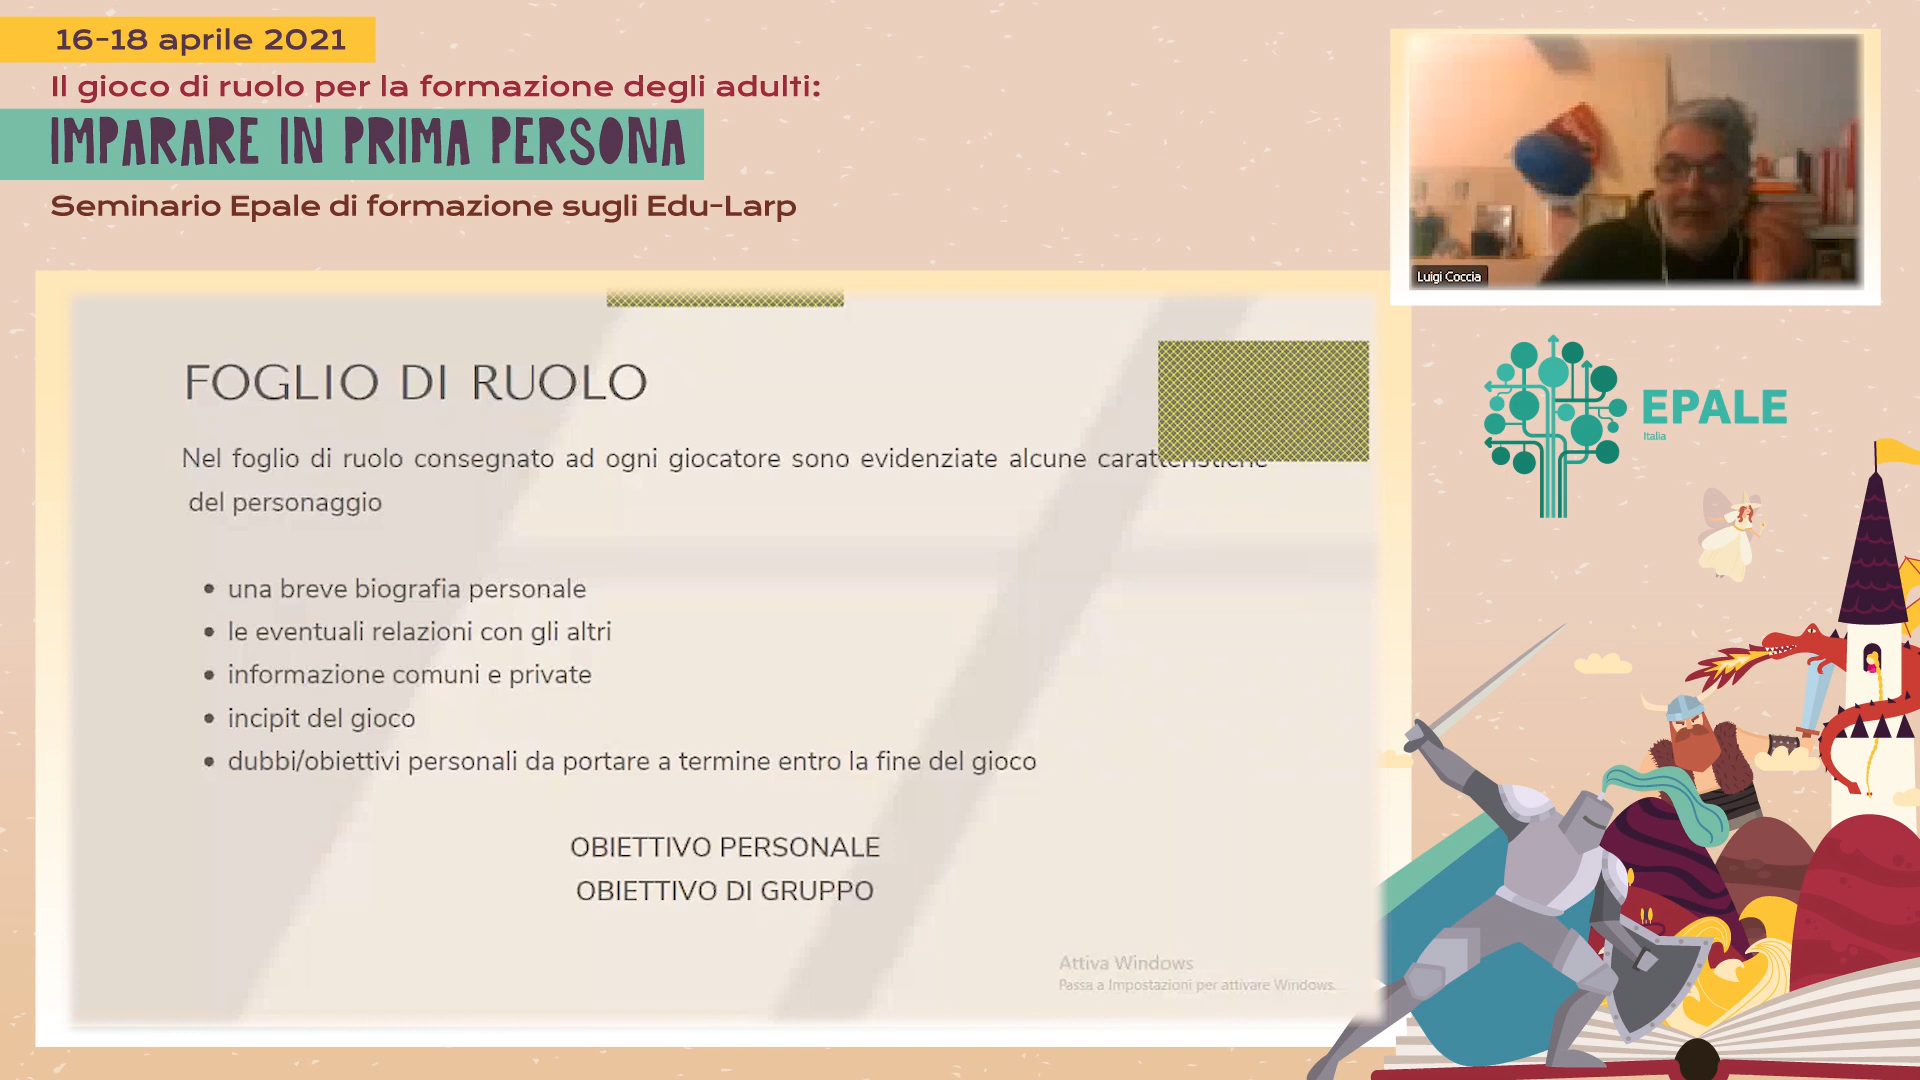 16-18 aprile 2021
Il gioco di ruolo per la formazione degli adulti:
IMPARARE IN PRIMA PERSONA
Seminario Epale di formazione sugli Edu-Larp
Luigi Coccia
EPALE
Italia
FOGLIO DI RUOLO
Nel foglio di ruolo consegnato ad ogni giocatore sono evidenziate alcune caratteristiche
del personaggio
• una breve biografia personale
• le eventuali relazioni con gli altri
• informazione comuni e private
• incipit del gioco
• dubbi/obiettivi personali da portare a termine entro la fine del gioco
OBIETTIVO PERSONALE
OBIETTIVO DI GRUPPO
Attiva Windows
Passa a Impostazioni per attivare Windows.